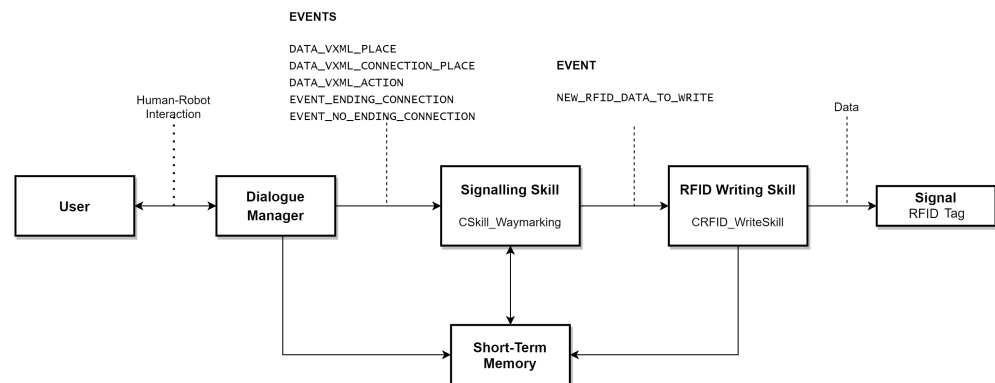 EVENTS
DATA_VXML_PLACE
DATA_VXML_CONNECTION_PLACE
DATA_VXML_ACTION
EVENT_ENDING_CONNECTION
EVENT_NO_ENDING_CONNECTION
EVENT
NEW_RFID_DATA_TO_WRITE
Human-Robot
Interaction
Data
User
Dialogue
Manager
Signalling Skill
CSkill_Waymarking
RFID Writing Skill
CRFID_WriteSkill
Signal
RFID Tag
Short-Term
Memory